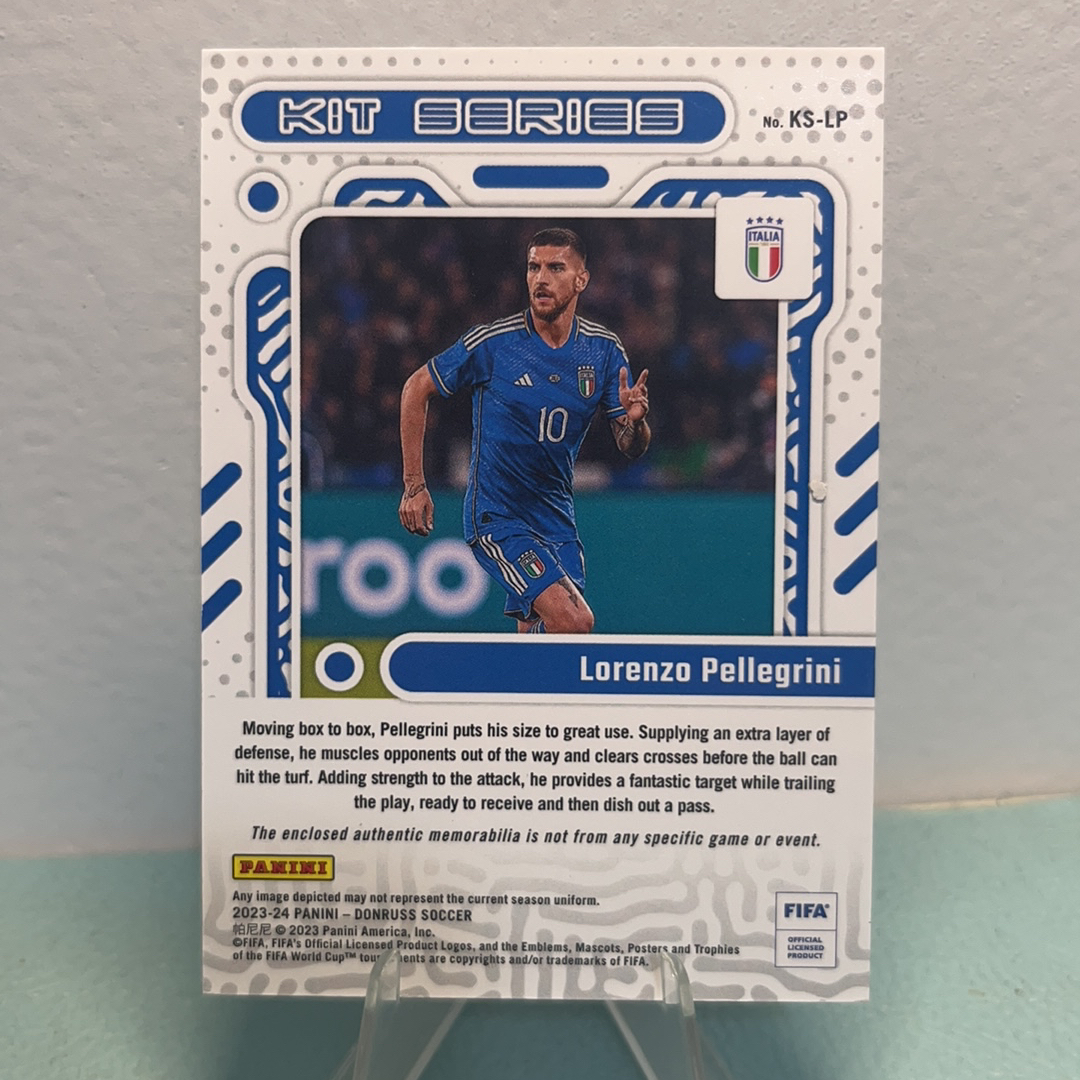 KIT SERIES
No. KS-LP
ITALIA
ITALIA
10
ITALIA
roo
Lorenzo Pellegrini
Moving box to box, Pellegrini puts his size to great use. Supplying an extra layer of
defense, he muscles opponents out of the way and clears crosses before the ball can
hit the turf. Adding strength to the attack, he provides a fantastic target while trailing
the play, ready to receive and then dish out a pass.
The enclosed authentic memorabilia is not from any specific game or event.
PANINI
Any image depicted may not represent the current season uniform.
2023-24 PANINI – DONRUSS SOCCER
帕尼尼 © 2023 Panini America, Inc.
©FIFA, FIFA's Official Licensed Product Logos, and the Emblems, Mascots, Posters and Trophies
of the FIFA World Cup™ are copyrights and/or trademarks of FIFA.
FIFA®
OFFICIAL
LICENSED
PRODUCT